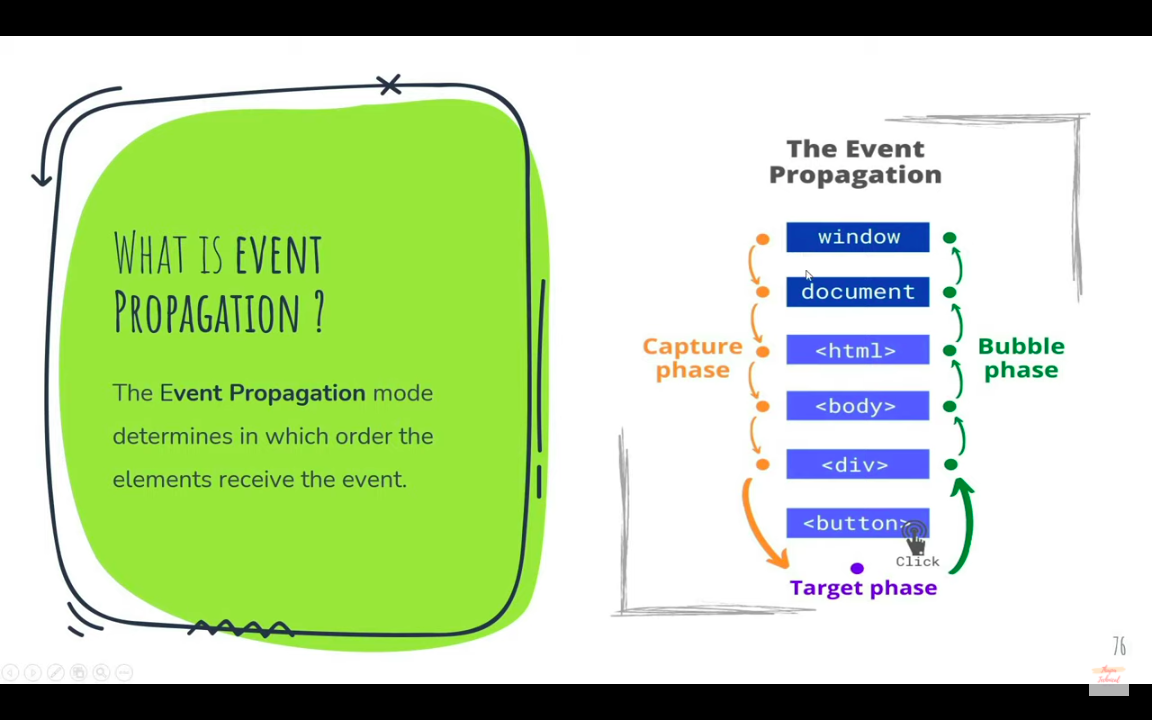 What is event
Propagation ?
The Event Propagation mode
determines in which order the
elements receive the event.
The Event
Propagation
window
document
Capture
phase
<html>
Bubble
phase
<body>
<div>
<button>
Click
Target phase
76